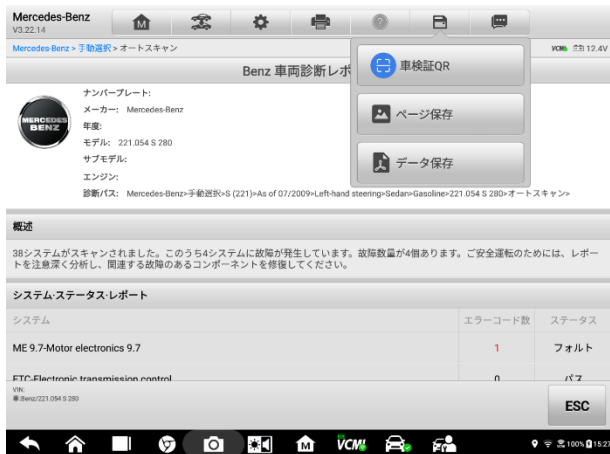 Mercedes-Benz
V3.22.14
Mercedes-Benz > 手動選択 > オートスキャン
VCMI 12.4V
Benz 車両診断レポ
車検証QR
ページ保存
データ保存
MERCEDES
BENZ
ナンバープレート:
メーカー: Mercedes-Benz
年度:
モデル: 221.054 S 280
サブモデル:
エンジン:
診断パス: Mercedes-Benz>手動選択>S (221)>As of 07/2009>Left-hand steering>Sedan>Gasoline>221.054 S 280>オートスキャン>
概述
38システムがスキャンされました。このうち4システムに故障が発生しています。故障数量が4個あります。ご安全運転のためには、レポー
トを注意深く分析し、関連する故障のあるコンポーネントを修復してください。
システム·ステータス·レポート
システム エラーコード数 ステータス
ME 9.7-Motor electronics 9.7 1 フォルト
ETC-Electronic transmission control 0 パス
VIN:
車:Benz/221.054 S 280
ESC
M VCMI 100% 15:27